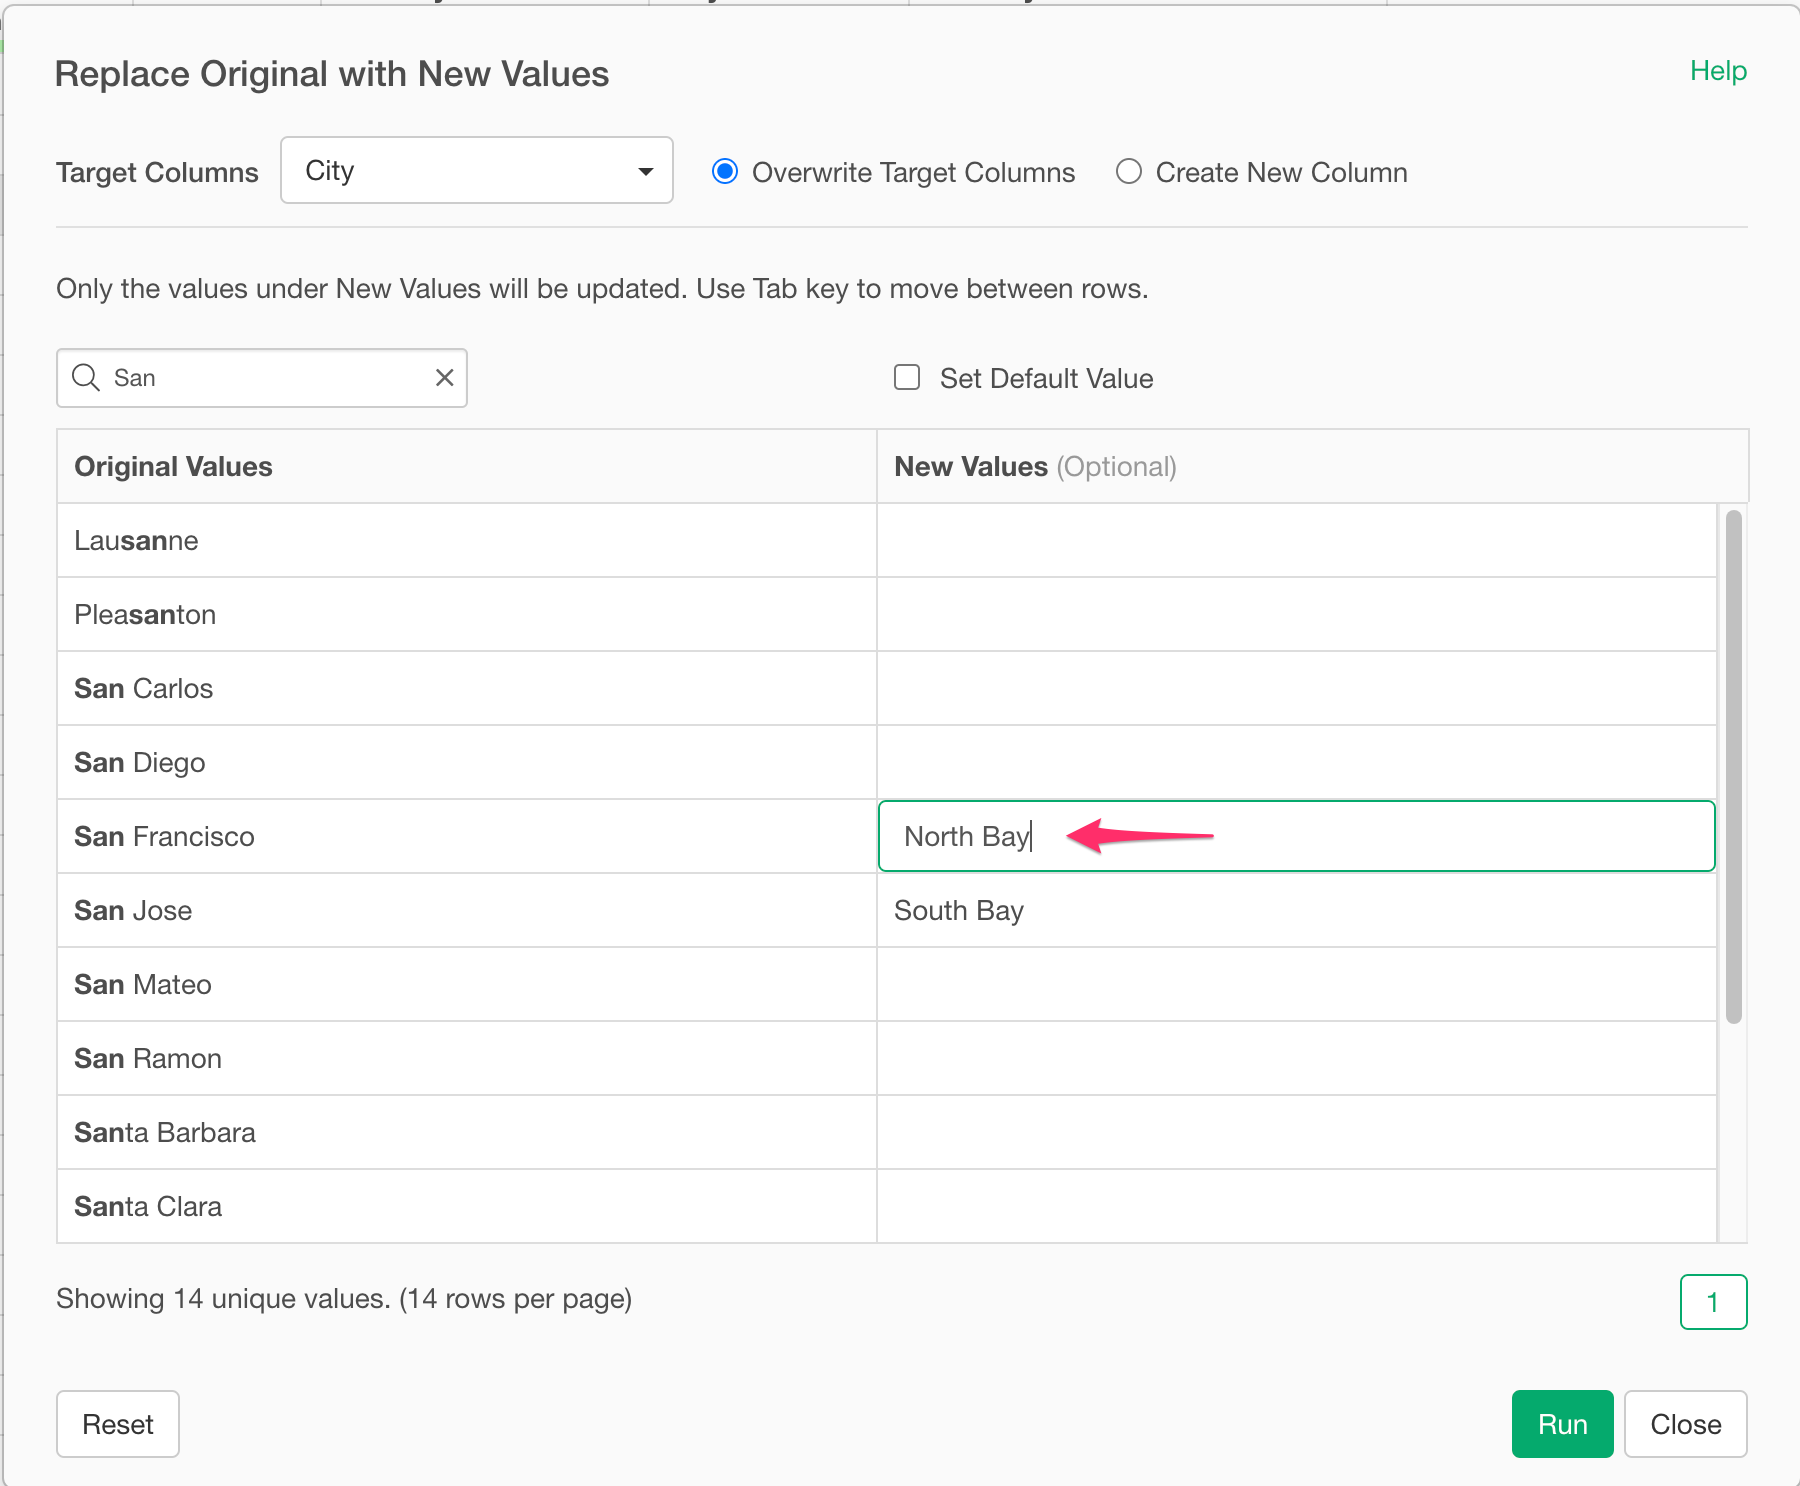 Replace Original with New Values
Help
Target Columns City Overwrite Target Columns Create New Column
Only the values under New Values will be updated. Use Tab key to move between rows.
San Set Default Value
Original Values New Values (Optional)
Lausanne
Pleasanton
San Carlos
San Diego
San Francisco North Bay
San Jose South Bay
San Mateo
San Ramon
Santa Barbara
Santa Clara
Showing 14 unique values. (14 rows per page) 1
Reset Run Close